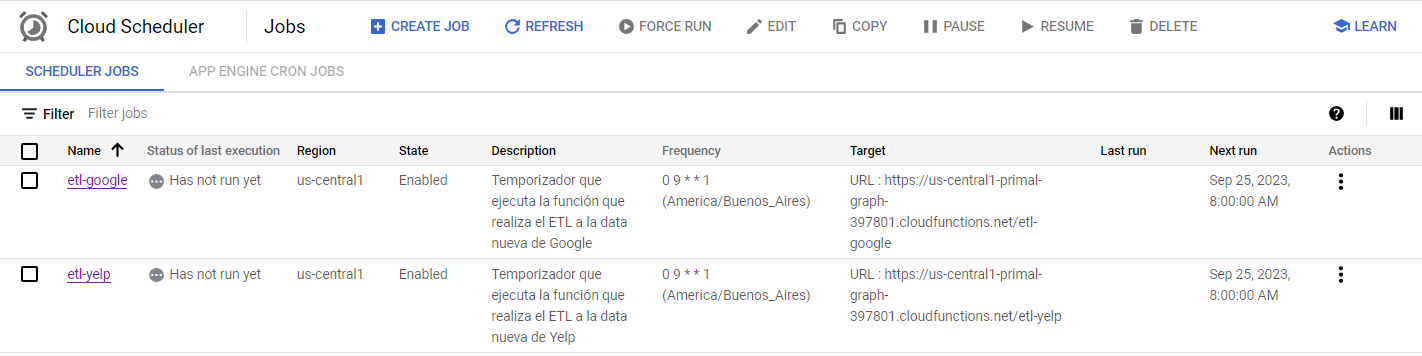 Cloud Scheduler
Jobs
CREATE JOB
REFRESH
FORCE RUN
EDIT
COPY
PAUSE
RESUME
DELETE
LEARN
SCHEDULER JOBS
APP ENGINE CRON JOBS
Filter
Filter jobs
Name
Status of last execution
Region
State
Description
Frequency
Target
Last run
Next run
Actions
etl-google
Has not run yet
us-central1
Enabled
Temporizador que
ejecuta la función que
realiza el ETL a la data
nueva de Google
0 9 * * 1
(America/Buenos_Aires)
URL : https://us-central1-primal-
graph-
397801.cloudfunctions.net/etl-
google
Sep 25, 2023,
8:00:00 AM
etl-yelp
Has not run yet
us-central1
Enabled
Temporizador que
ejecuta la función que
realiza el ETL a la data
nueva de Yelp
0 9 * * 1
(America/Buenos_Aires)
URL : https://us-central1-primal-
graph-
397801.cloudfunctions.net/etl-yelp
Sep 25, 2023,
8:00:00 AM